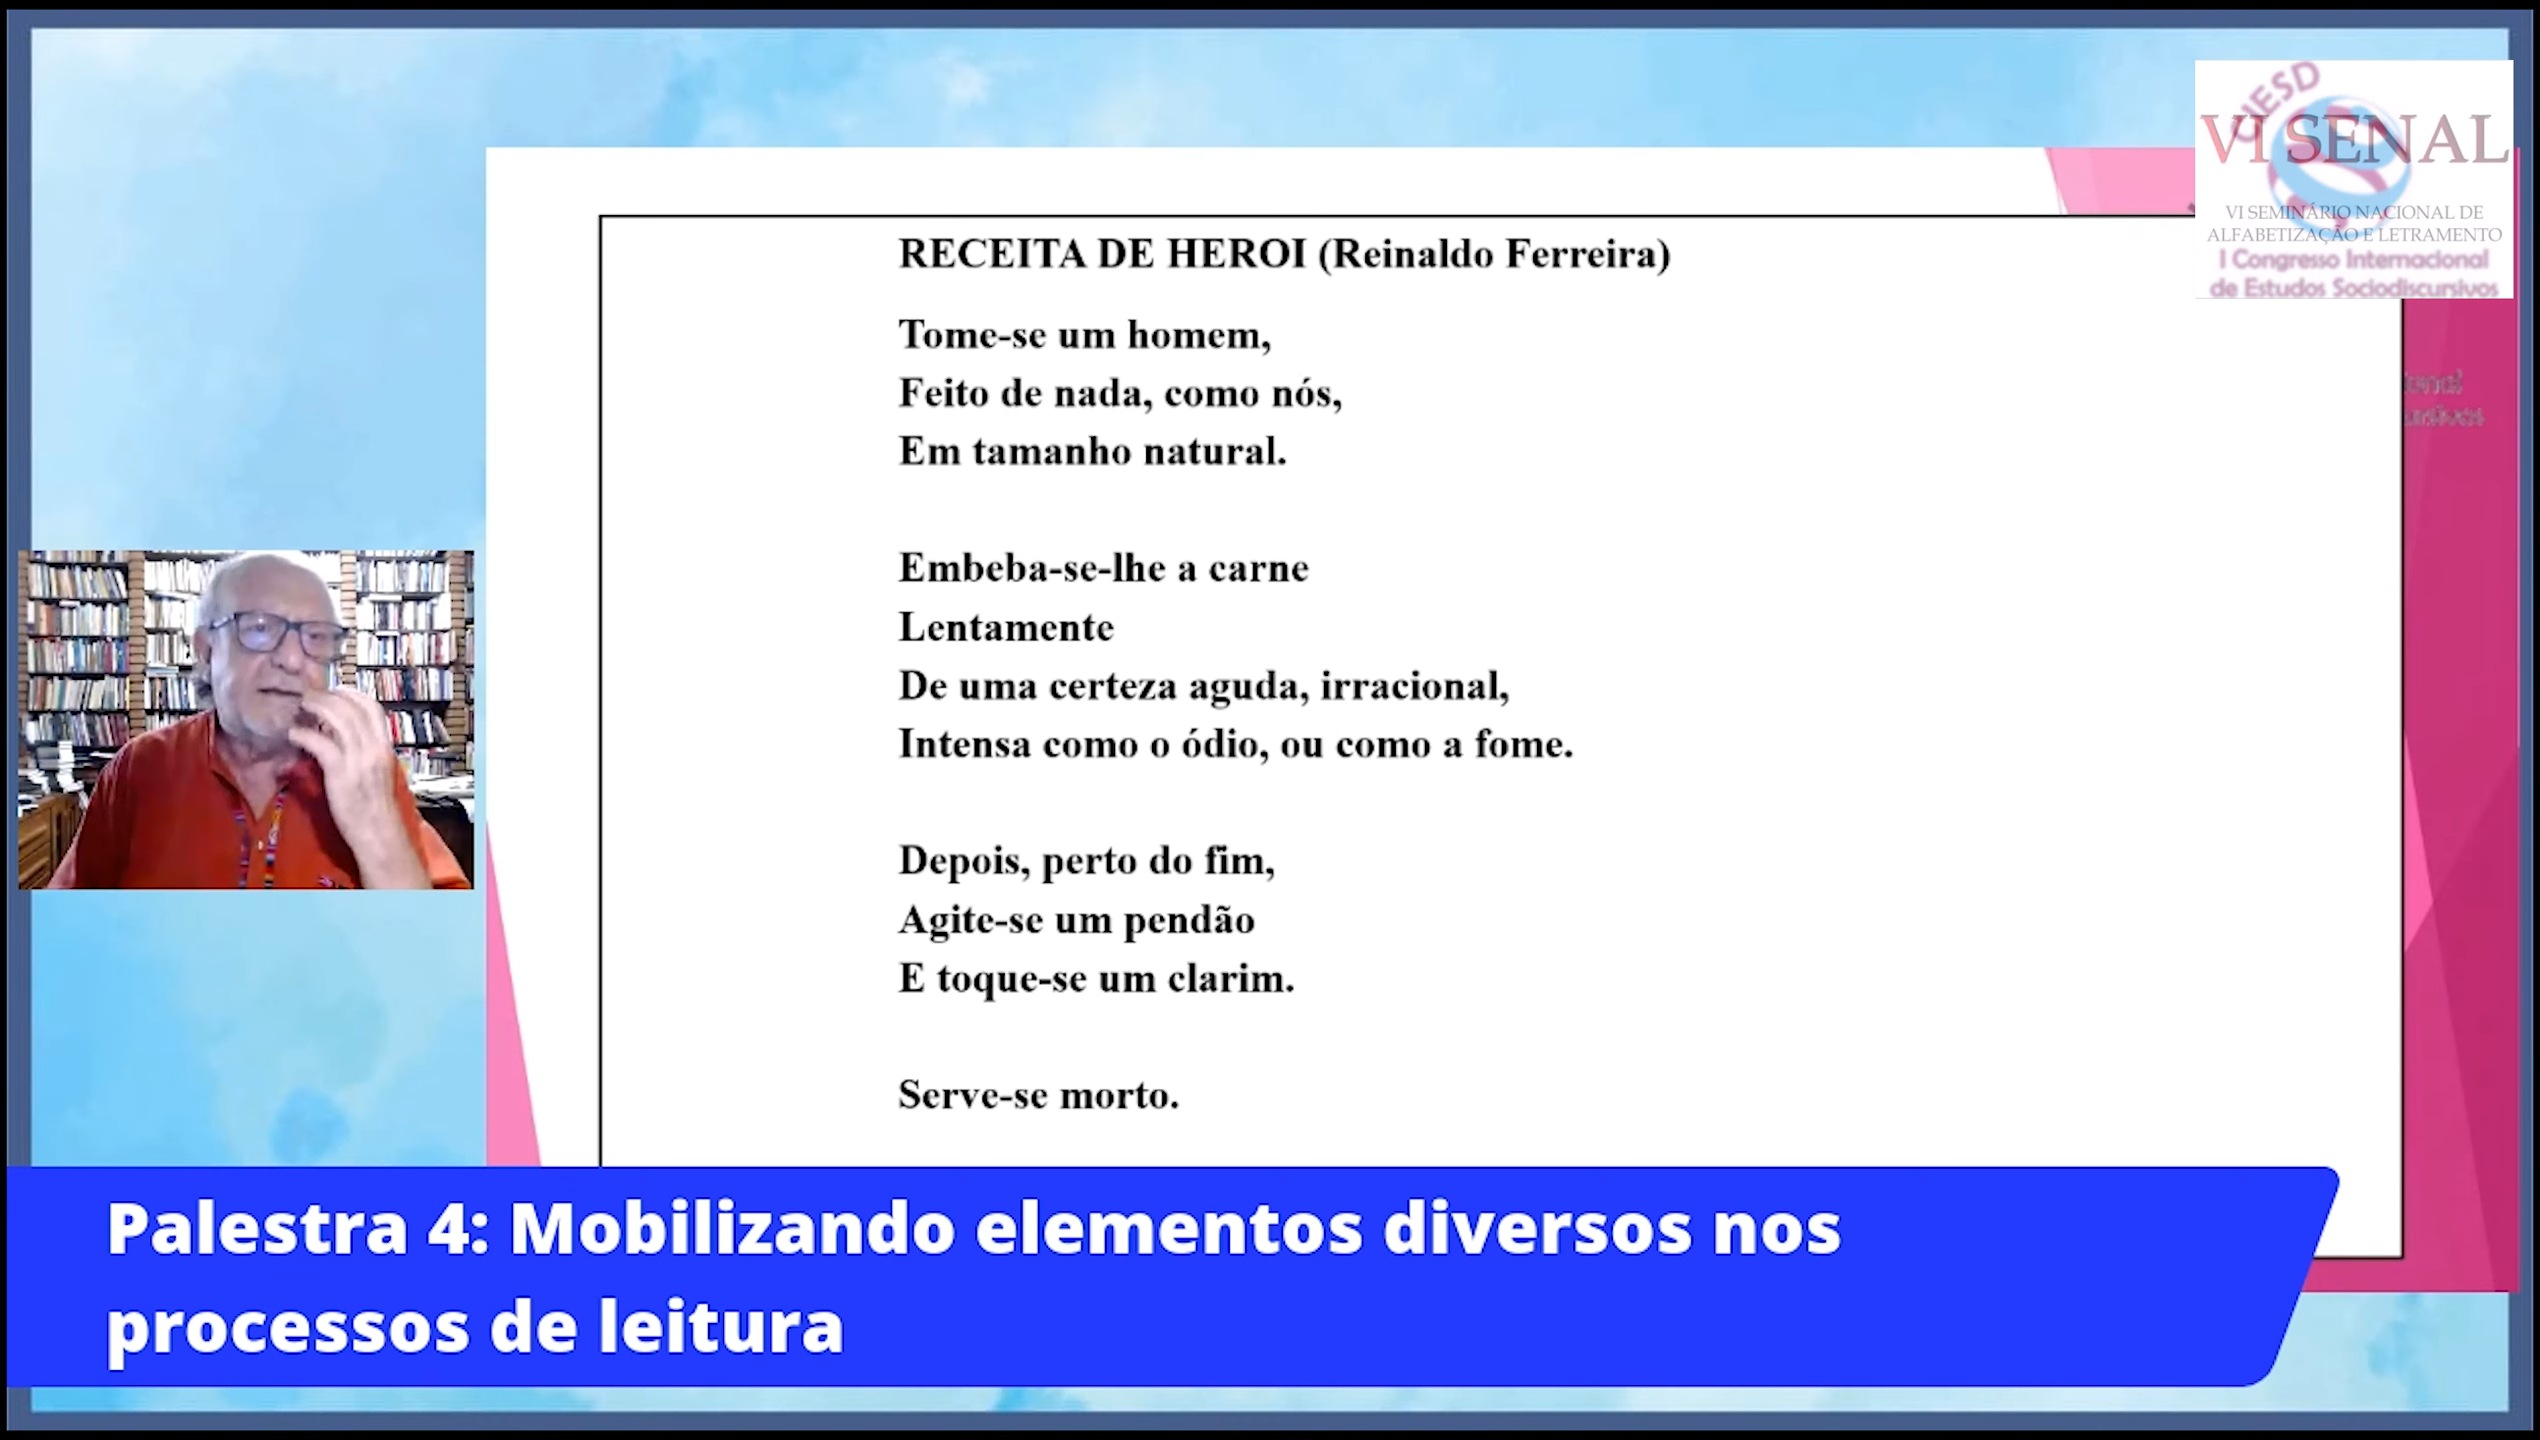 CIESD
VI SENAL
VI SEMINÁRIO NACIONAL DE
ALFABETIZAÇÃO E LETRAMENTO
I Congresso Internacional
de Estudos Sociodiscursivos
RECEITA DE HEROI (Reinaldo Ferreira)
Tome-se um homem,
Feito de nada, como nós,
Em tamanho natural.
Embeba-se-lhe a carne
Lentamente
De uma certeza aguda, irracional,
Intensa como o ódio, ou como a fome.
Depois, perto do fim,
Agite-se um pendão
E toque-se um clarim.
Serve-se morto.
Palestra 4: Mobilizando elementos diversos nos
processos de leitura